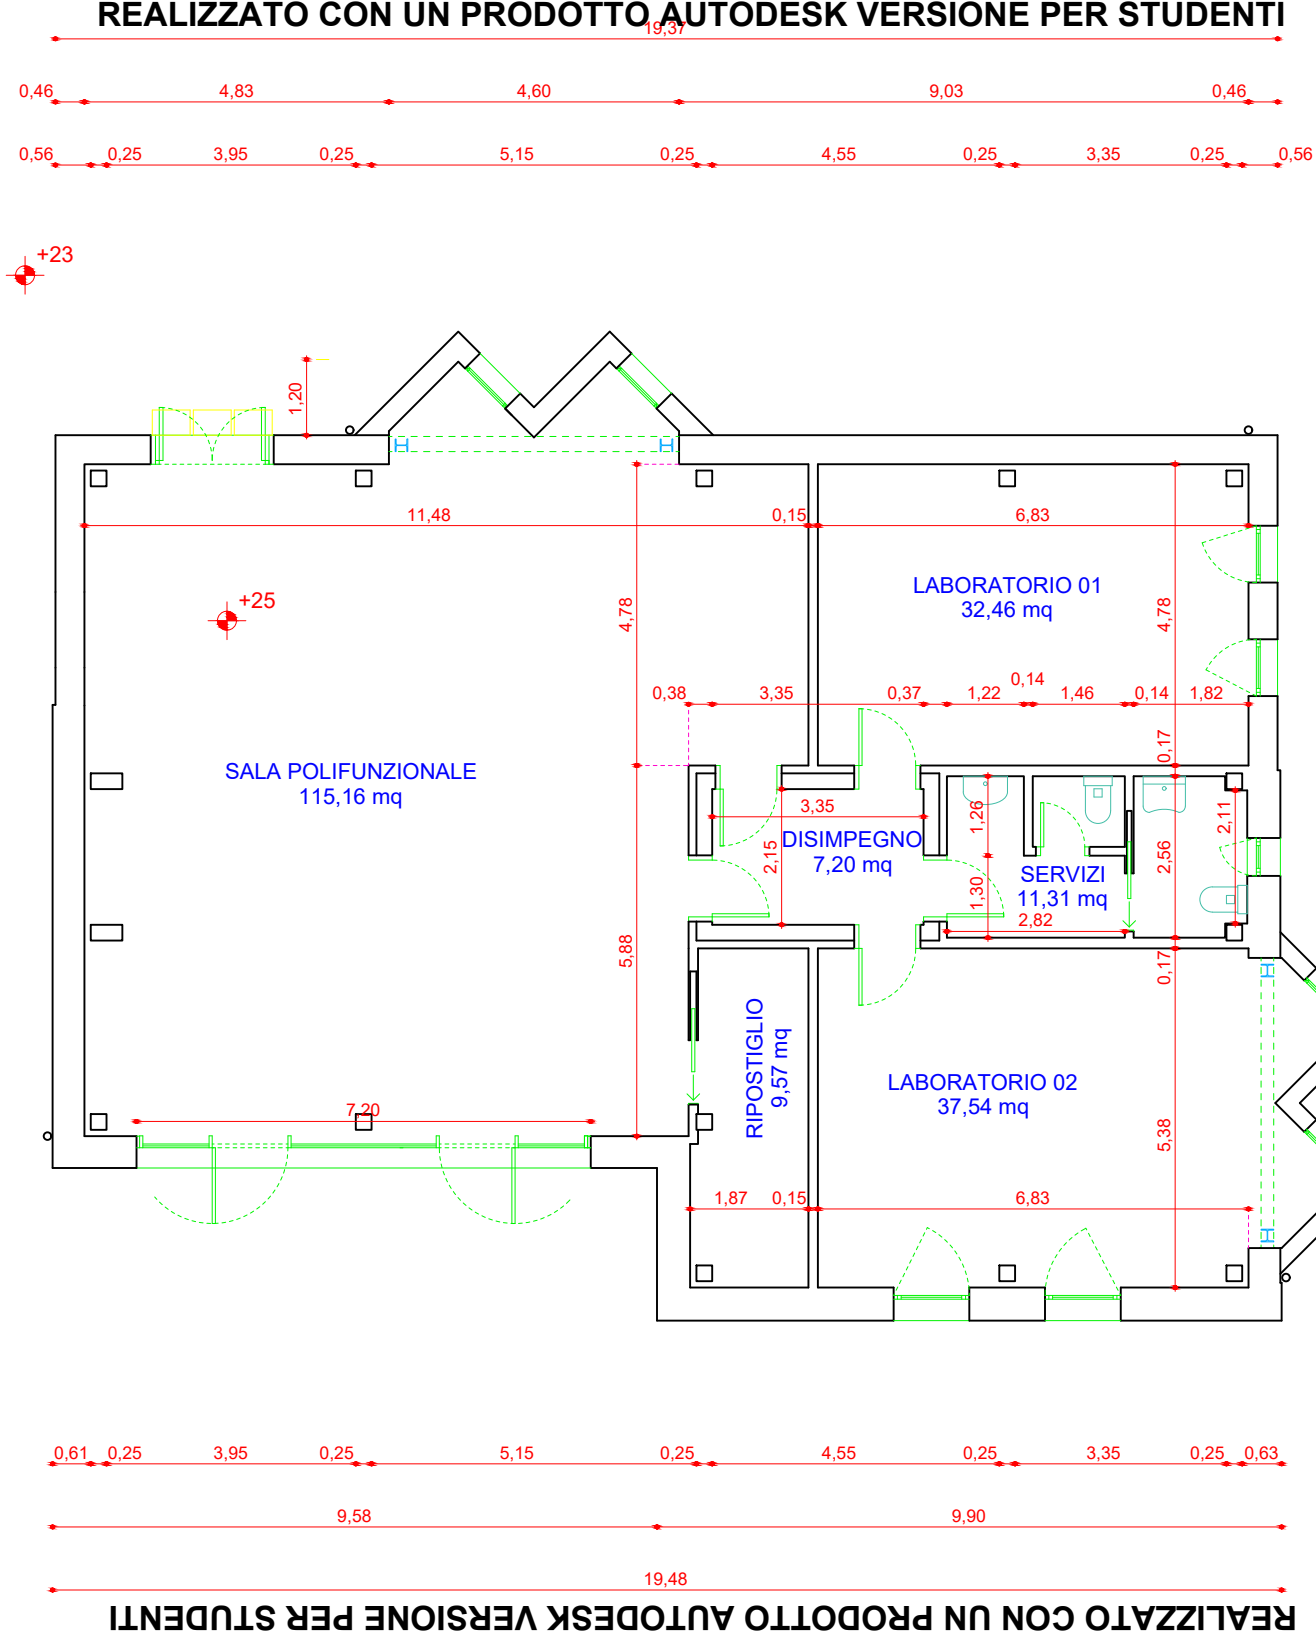 REALIZZATO CON UN PRODOTTO AUTODESK VERSIONE PER STUDENTI
19,37
0,46 4,83 4,60 9,03 0,46
0,56 0,25 3,95 0,25 5,15 0,25 4,55 0,25 3,35 0,25 0,56
+23
1,20
11,48 0,15 6,83
LABORATORIO 01
32,46 mq
+25
4,78 4,78
0,38 3,35 0,37 1,22 0,14 1,46 0,14 1,82
0,17
SALA POLIFUNZIONALE
115,16 mq
3,35
DISIMPEGNO
7,20 mq
2,15
1,26
2,56
2,11
SERVIZI
11,31 mq
1,30
2,82
5,88
0,17
RIPOSTIGLIO
9,57 mq
LABORATORIO 02
37,54 mq
7,20
5,38
1,87 0,15 6,83
0,61 0,25 3,95 0,25 5,15 0,25 4,55 0,25 3,35 0,25 0,63
9,58 9,90
19,48
REALIZZATO CON UN PRODOTTO AUTODESK VERSIONE PER STUDENTI